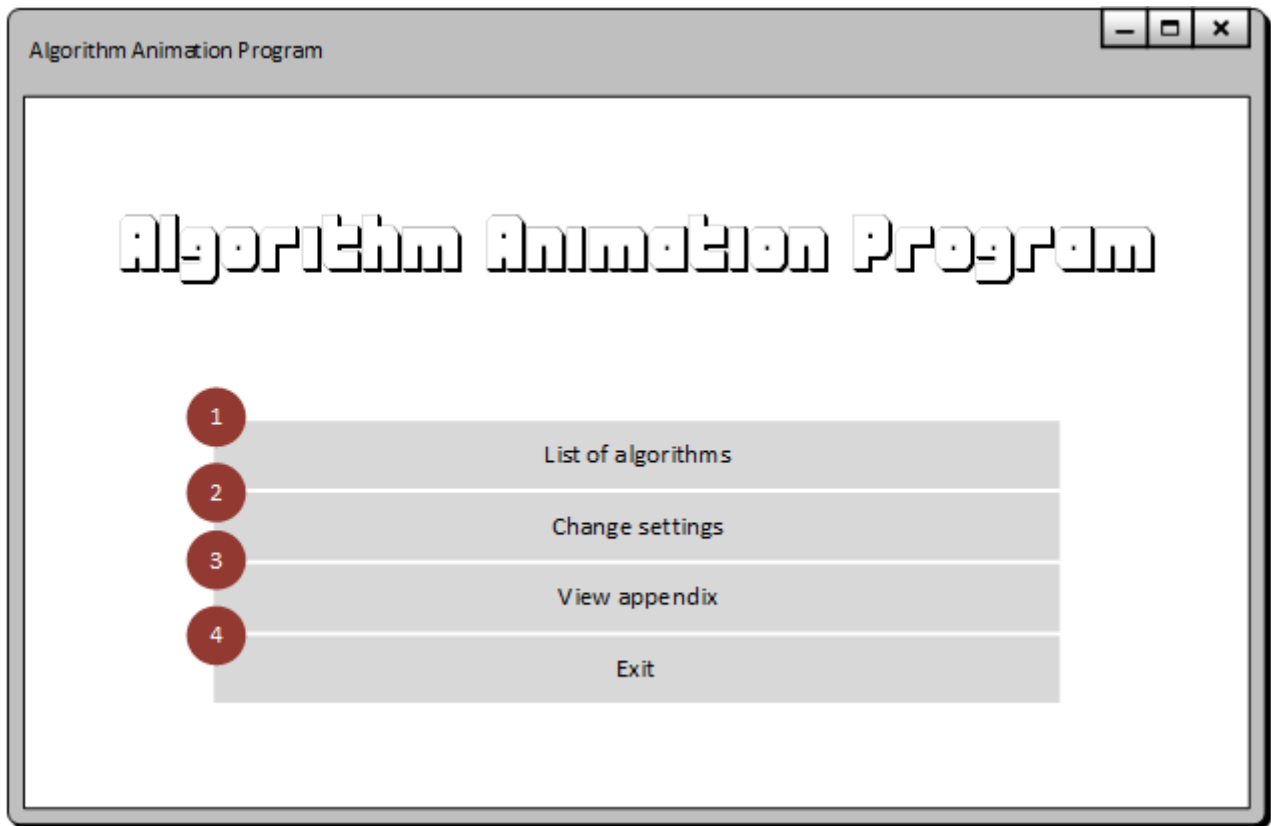 Algorithm Animation Program
Algorithm Animation Program
1
List of algorithms
2
Change settings
3
View appendix
4
Exit